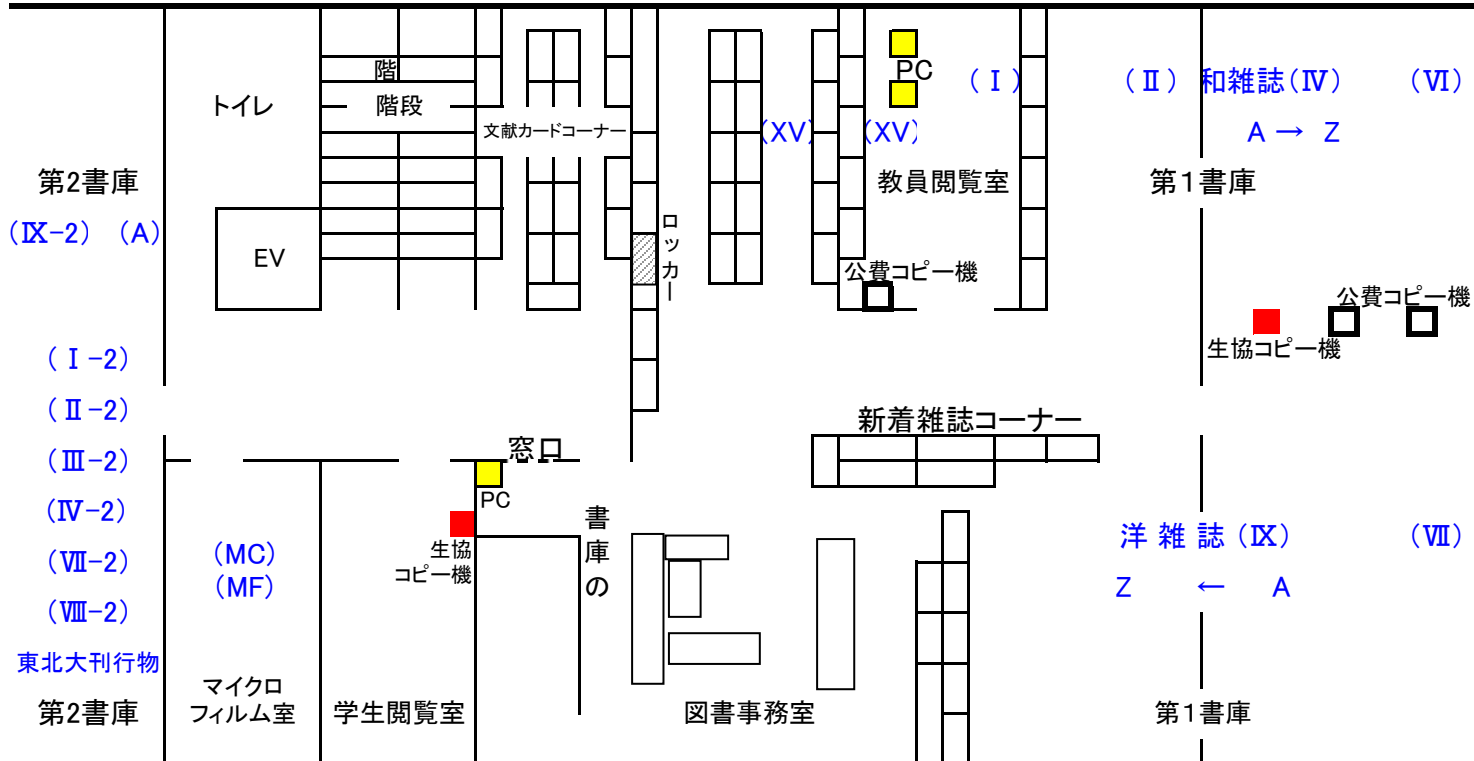 階
PC
(Ⅰ)
(Ⅱ) 和雑誌(Ⅳ) (Ⅵ)
トイレ
階段
文献カードコーナー
(XV)
(XV)
A → Z
第2書庫
教員閲覧室
第1書庫
(Ⅸ-2) (A)
EV
ロッカー
公費コピー機
公費コピー機
生協コピー機
(Ⅰ-2)
(Ⅱ-2)
(Ⅲ-2)
(Ⅳ-2)
(Ⅶ-2)
(Ⅷ-2)
東北大刊行物
第2書庫
新着雑誌コーナー
窓口
PC
生協
コピー機
書庫の
(MC)
(MF)
洋雑誌(Ⅸ) (Ⅶ)
Z ← A
マイクロ
フィルム室
学生閲覧室
図書事務室
第1書庫